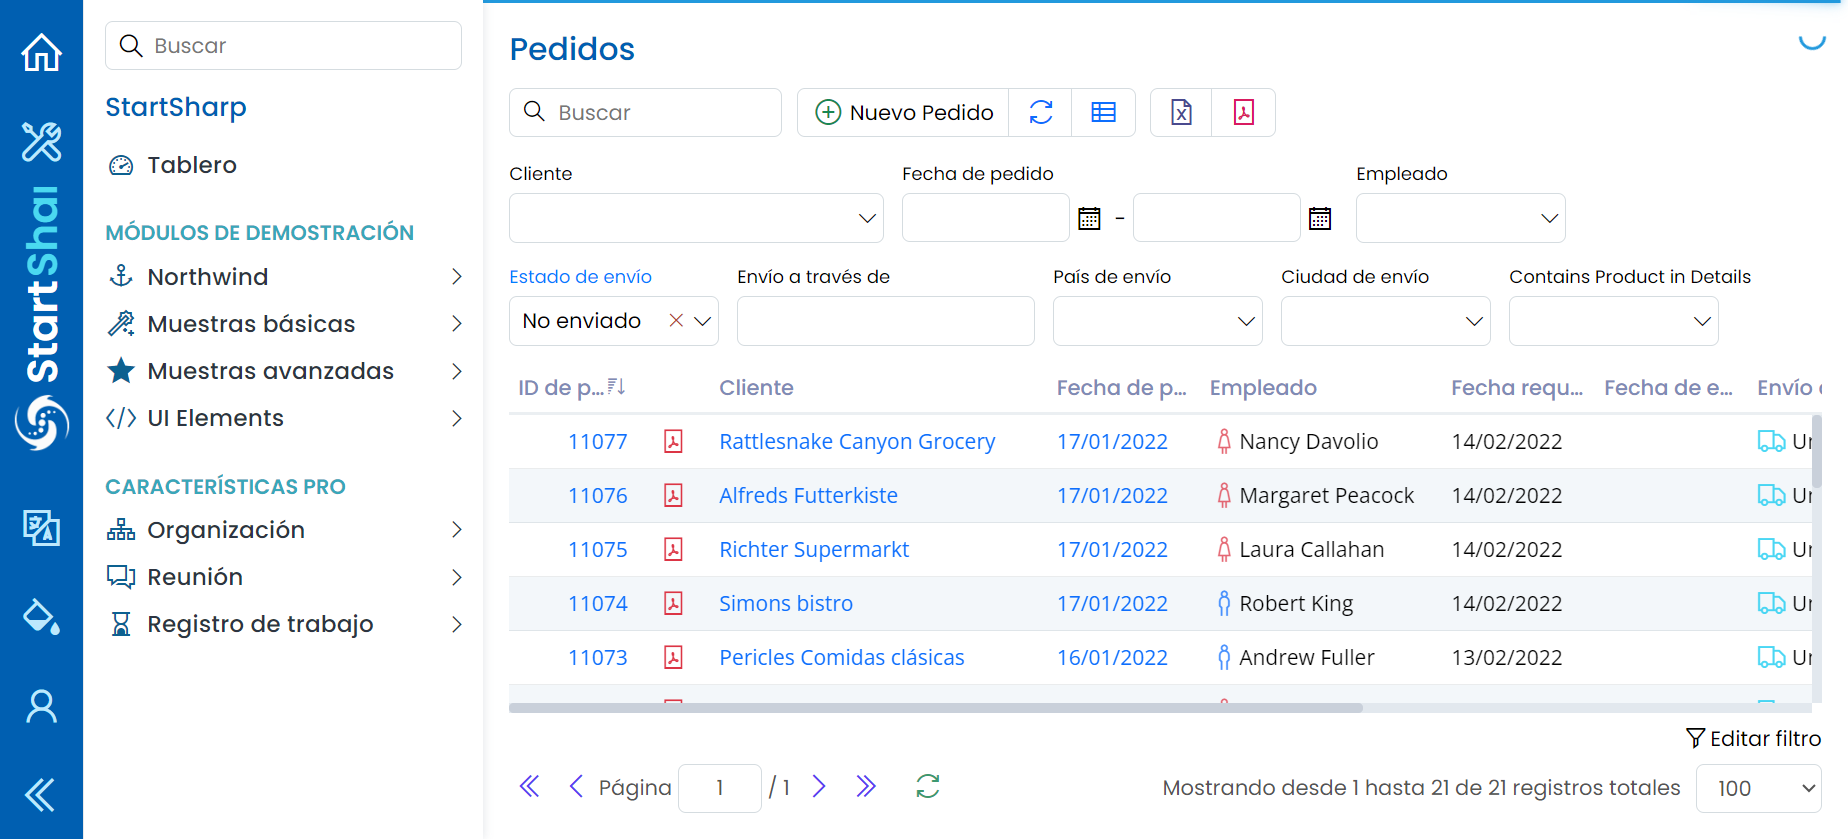 StartShar
Buscar
StartSharp
Tablero
MÓDULOS DE DEMOSTRACIÓN
Northwind
Muestras básicas
Muestras avanzadas
UI Elements
CARACTERÍSTICAS PRO
Organización
Reunión
Registro de trabajo
Pedidos
Buscar
Nuevo Pedido
Cliente
Fecha de pedido
Empleado
-
Estado de envío
Envío a través de
País de envío
Ciudad de envío
Contains Product in Details
No enviado
ID de p... Cliente Fecha de p... Empleado Fecha requ... Fecha de e... Envío
11077 Rattlesnake Canyon Grocery 17/01/2022 Nancy Davolio 14/02/2022
11076 Alfreds Futterkiste 17/01/2022 Margaret Peacock 14/02/2022
11075 Richter Supermarkt 17/01/2022 Laura Callahan 14/02/2022
11074 Simons bistro 17/01/2022 Robert King 14/02/2022
11073 Pericles Comidas clásicas 16/01/2022 Andrew Fuller 13/02/2022
Editar filtro
Página 1 / 1
Mostrando desde 1 hasta 21 de 21 registros totales 100